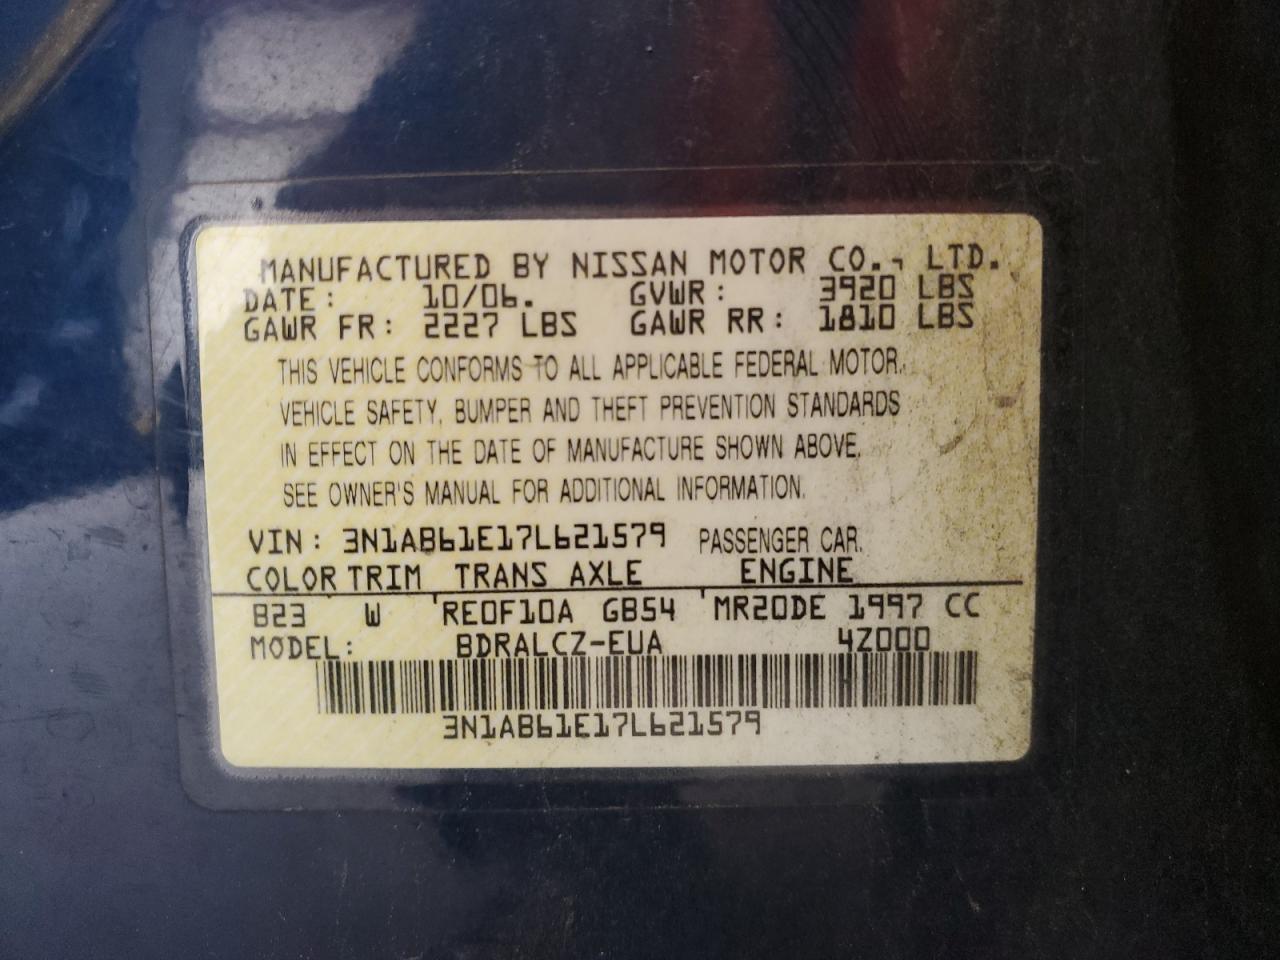 MANUFACTURED BY NISSAN MOTOR CO., LTD.
DATE: 10/06. GVWR: 3920 LBS
GAWR FR: 2227 LBS GAWR RR: 1810 LBS
THIS VEHICLE CONFORMS TO ALL APPLICABLE FEDERAL MOTOR
VEHICLE SAFETY, BUMPER AND THEFT PREVENTION STANDARDS
IN EFFECT ON THE DATE OF MANUFACTURE SHOWN ABOVE.
SEE OWNER'S MANUAL FOR ADDITIONAL INFORMATION.
VIN: 3N1AB61E17L621579 PASSENGER CAR.
COLOR TRIM TRANS AXLE ENGINE
B23 W RE0F10A GB54 MR20DE 1997 CC
MODEL: BDRALCZ-EUA 4Z000
3N1AB61E17L621579